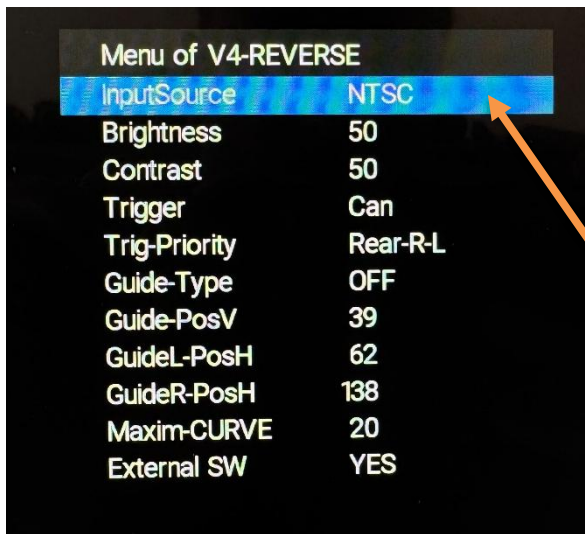 Menu of V4-REVERSE
InputSource NTSC
Brightness 50
Contrast 50
Trigger Can
Trig-Priority Rear-R-L
Guide-Type OFF
Guide-PosV 39
GuideL-PosH 62
GuideR-PosH 138
Maxim-CURVE 20
External SW YES